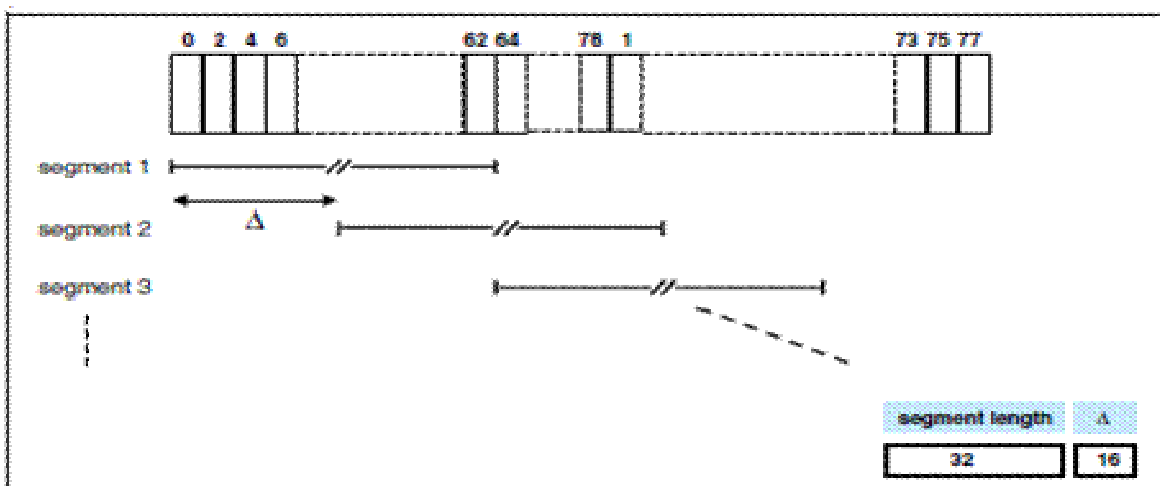 0 2 4 6 62 64 78 1 73 75 77
segment 1
Δ
segment 2
segment 3
segment length Δ
32 16